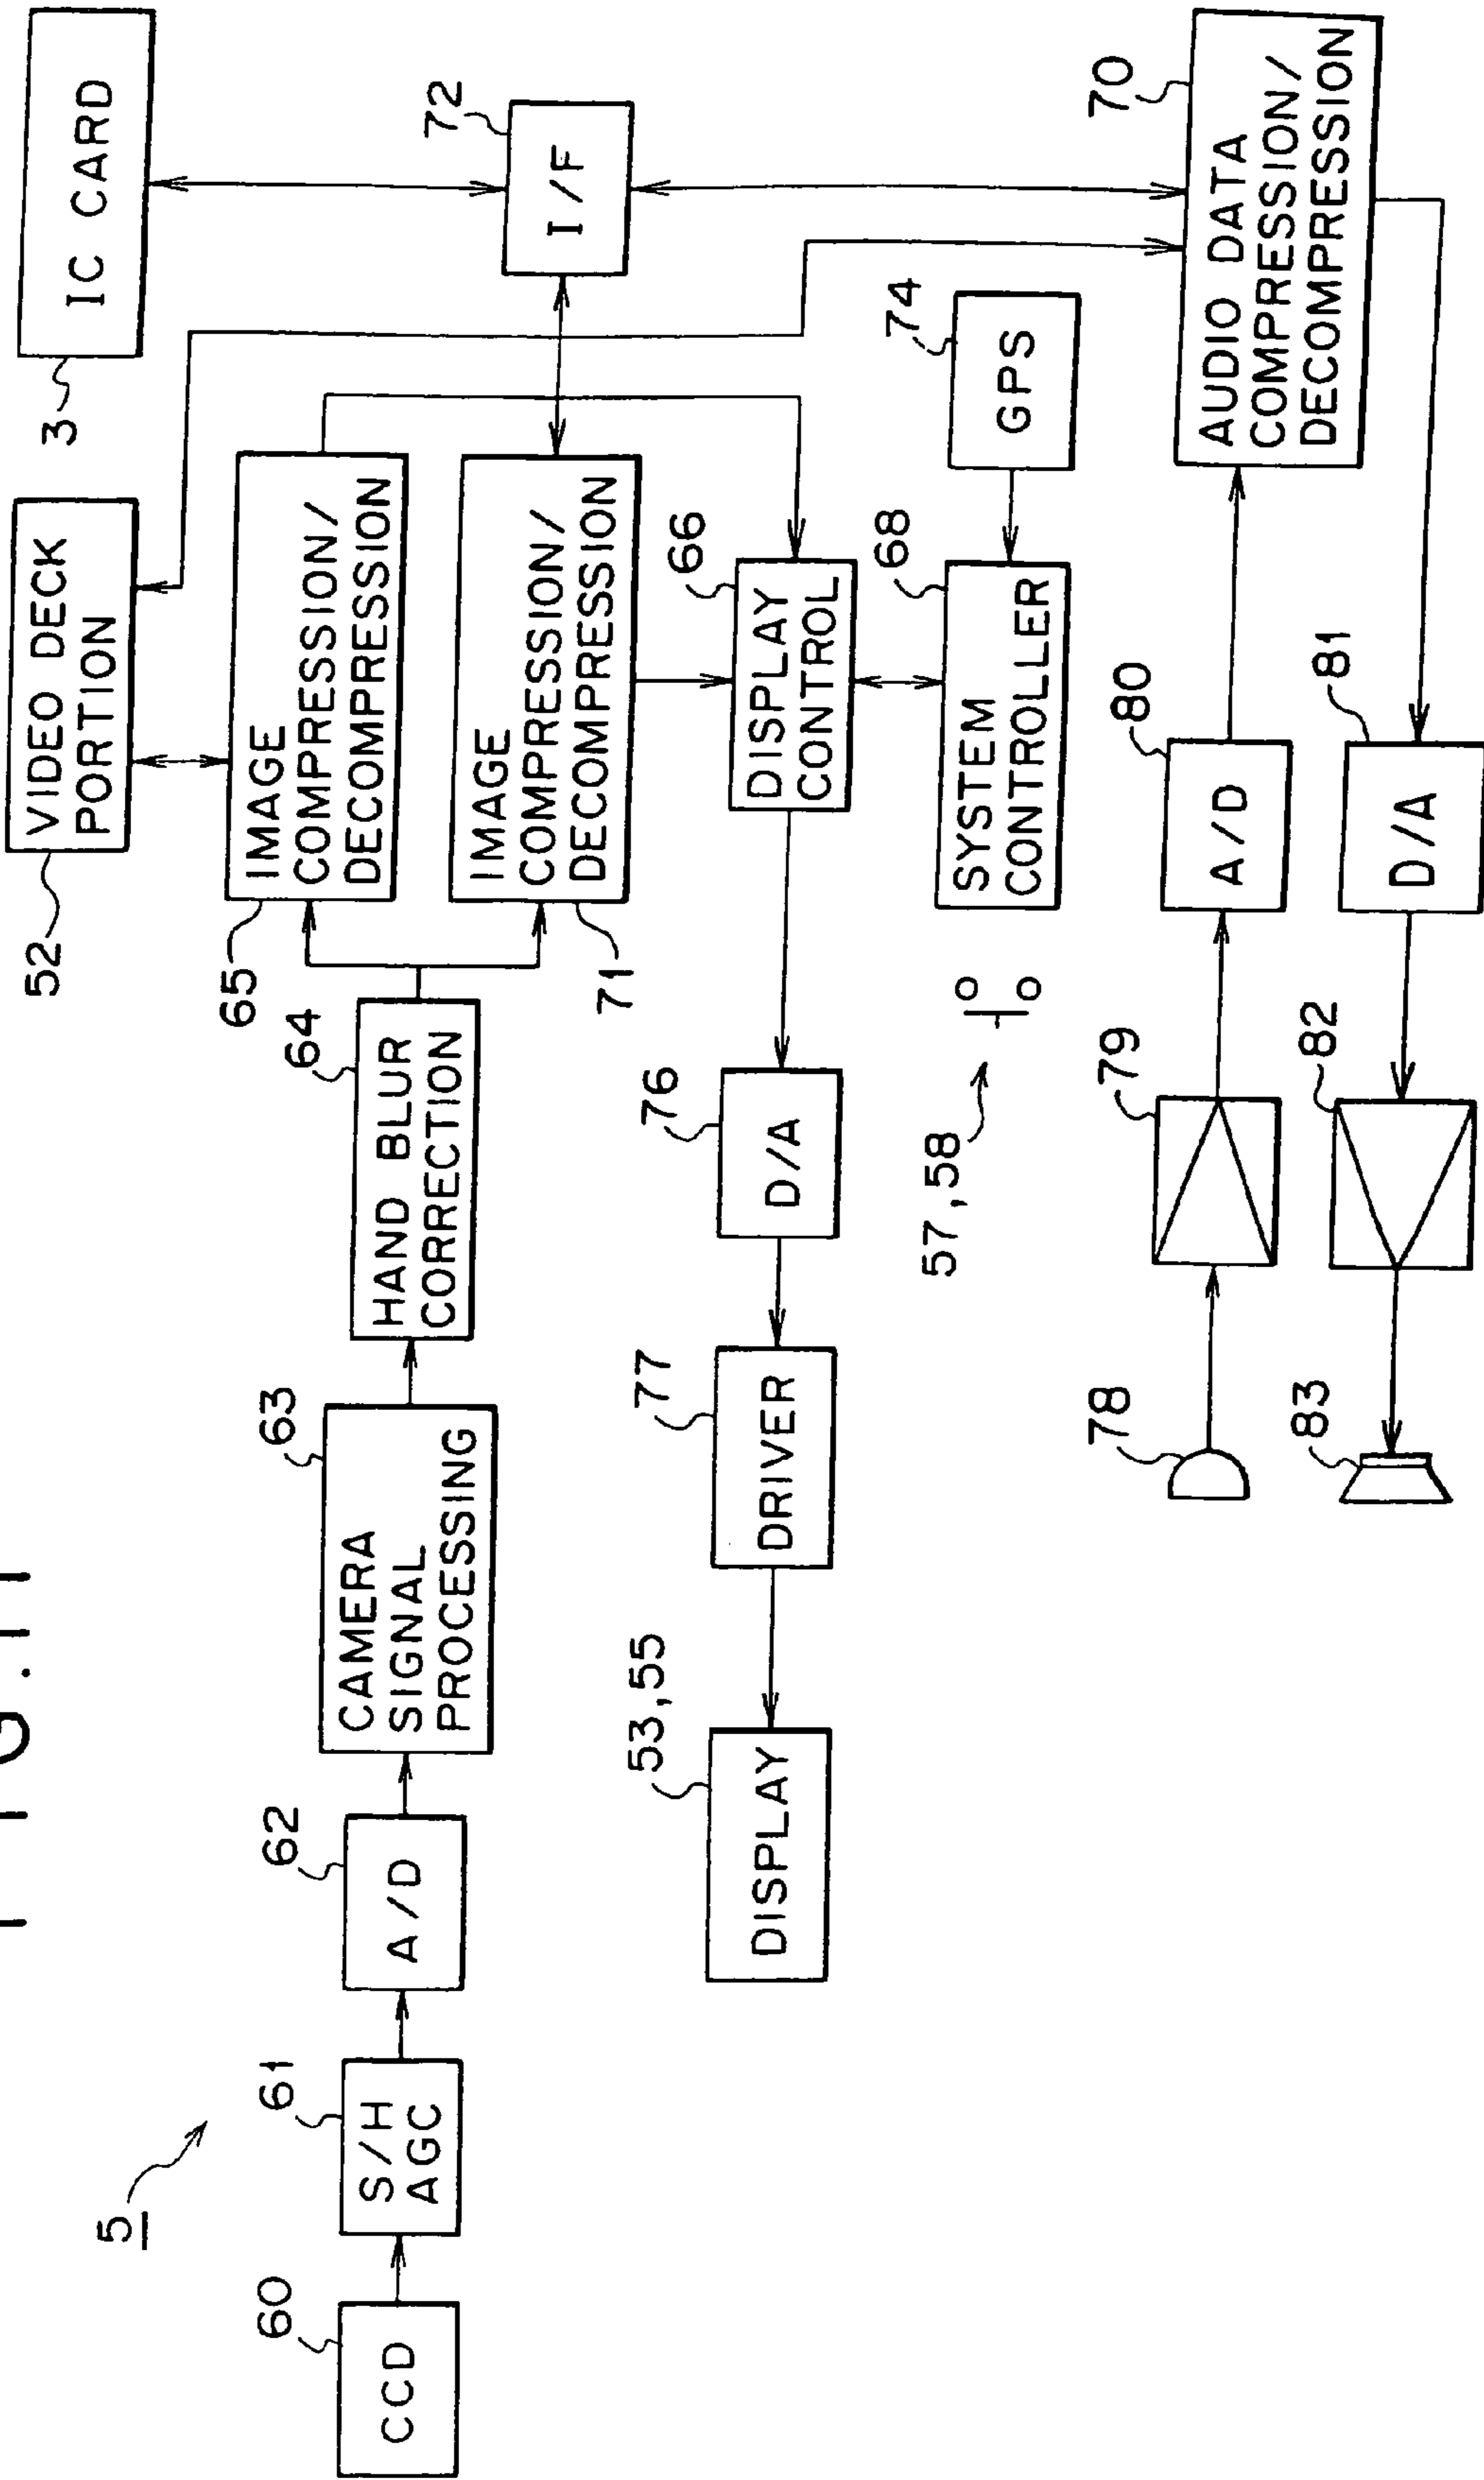 FIG.11
5
60
CCD
61
S/H
AGC
62
A/D
63
CAMERA
SIGNAL
PROCESSING
64
HAND BLUR
CORRECTION
52
VIDEO DECK
PORTION
3
IC CARD
65
IMAGE
COMPRESSION/
DECOMPRESSION
71
IMAGE
COMPRESSION/
DECOMPRESSION
72
I/F
53,55
DISPLAY
77
DRIVER
76
D/A
66
DISPLAY
CONTROL
57,58
68
SYSTEM
CONTROLLER
74
GPS
78
79
80
A/D
70
AUDIO DATA
COMPRESSION/
DECOMPRESSION
83
82
81
D/A